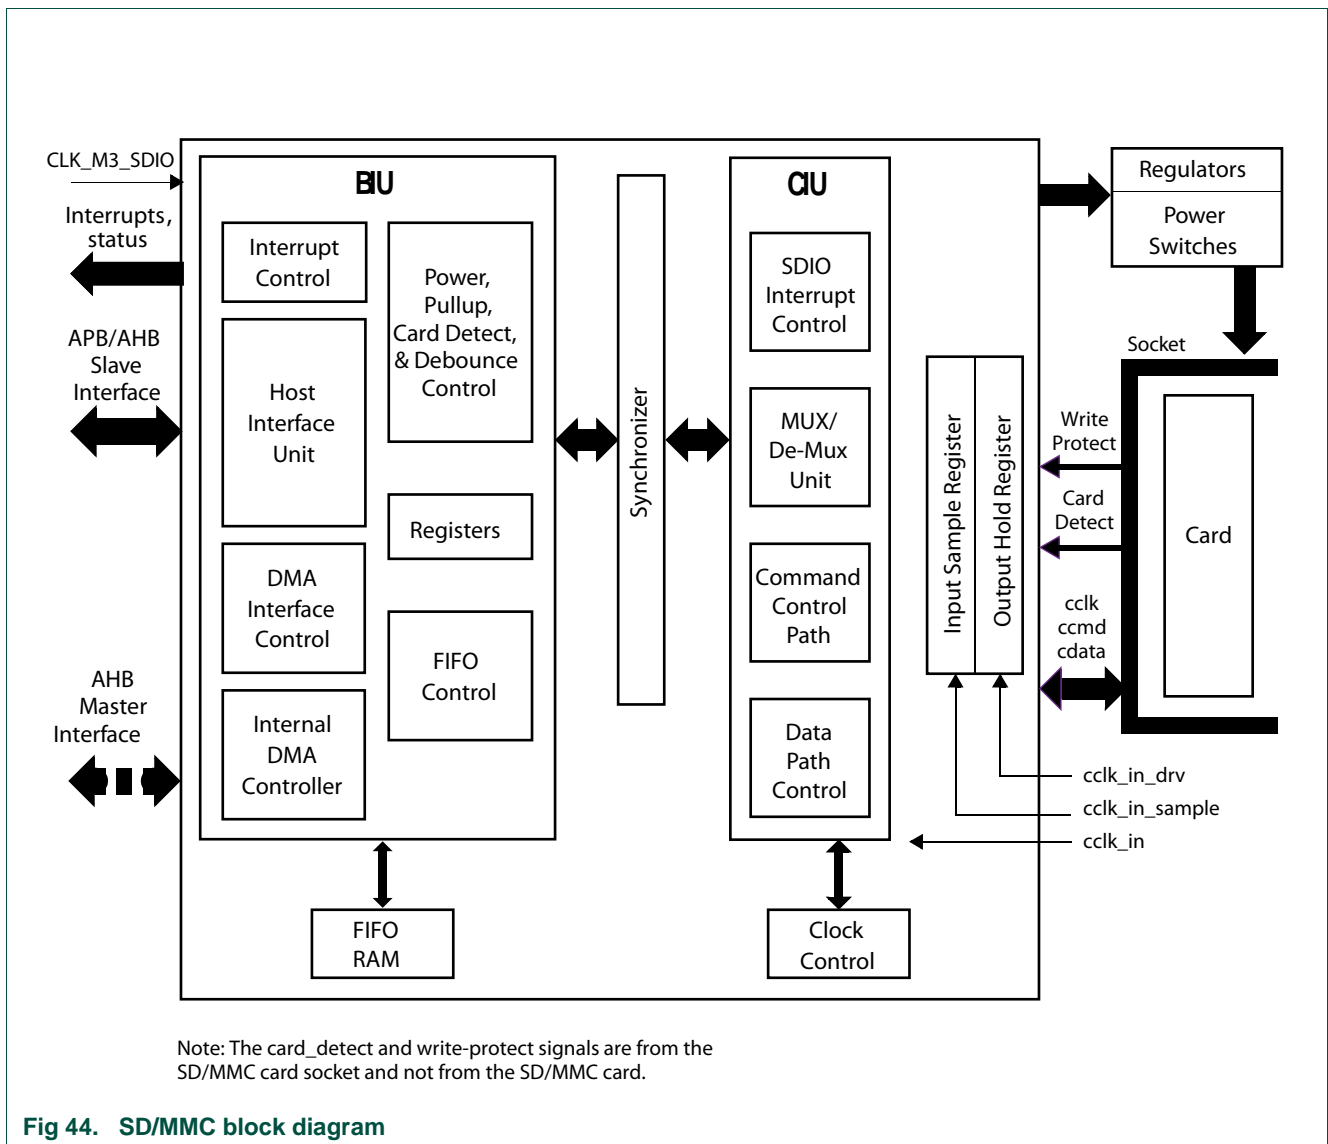 CLK_M3_SDIO
Interrupts,
status
APB/AHB
Slave
Interface
AHB
Master
Interface
BIU
Interrupt
Control
Host
Interface
Unit
DMA
Interface
Control
Internal
DMA
Controller
Power,
Pullup,
Card Detect,
& Debounce
Control
Registers
FIFO
Control
FIFO
RAM
Synchronizer
CIU
SDIO
Interrupt
Control
MUX/
De-Mux
Unit
Command
Control
Path
Data
Path
Control
Clock
Control
Input Sample Register
Output Hold Register
Regulators
Power
Switches
Socket
Write
Protect
Card
Detect
cclk
ccmd
cdata
Card
cclk_in_drv
cclk_in_sample
cclk_in
Note: The card_detect and write-protect signals are from the
SD/MMC card socket and not from the SD/MMC card.
Fig 44. SD/MMC block diagram